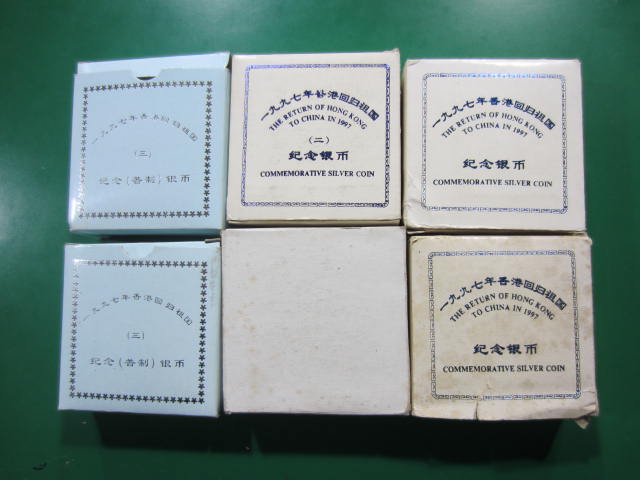 一九九七年香港回归祖国
(三)
纪念(普制)银币
一九九七年香港回归祖国
THE RETURN OF HONG KONG
TO CHINA IN 1997
(二)
纪念银币
COMMEMORATIVE SILVER COIN
一九九七年香港回归祖国
THE RETURN OF HONG KONG
TO CHINA IN 1997
纪念银币
COMMEMORATIVE SILVER COIN
一九九七年香港回归祖国
(三)
纪念(普制)银币
一九九七年香港回归祖国
THE RETURN OF HONG KONG
TO CHINA IN 1997
纪念银币
COMMEMORATIVE SILVER COIN